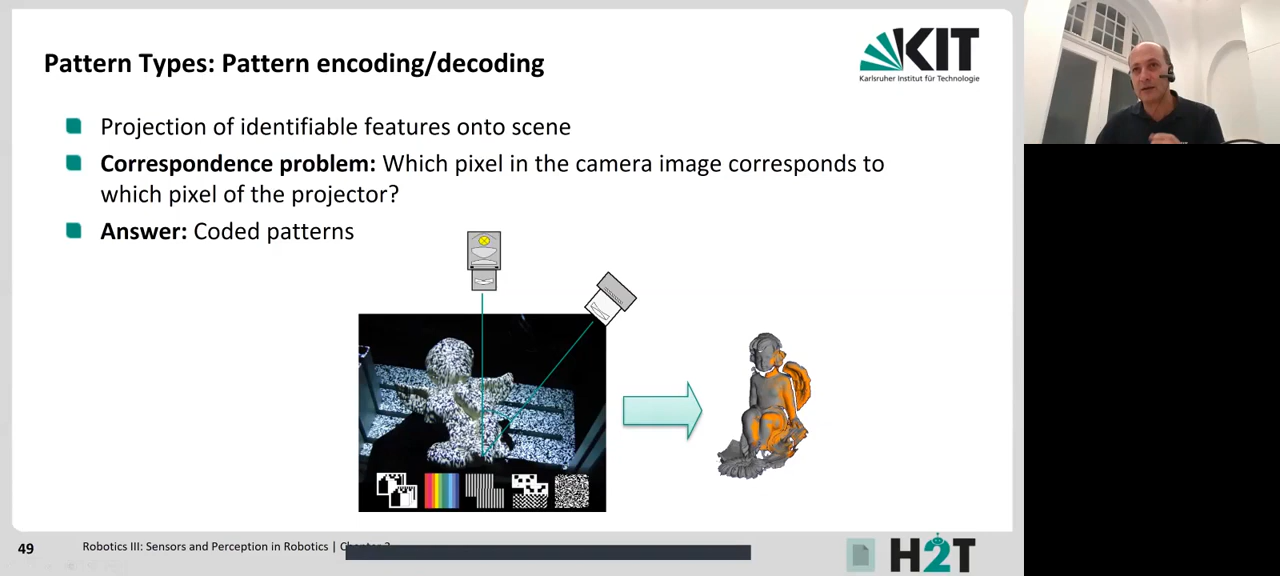 Pattern Types: Pattern encoding/decoding
KIT
Karlsruher Institut für Technologie
Projection of identifiable features onto scene
Correspondence problem: Which pixel in the camera image corresponds to
which pixel of the projector?
Answer: Coded patterns
49
Robotics III: Sensors and Perception in Robotics |
H2T